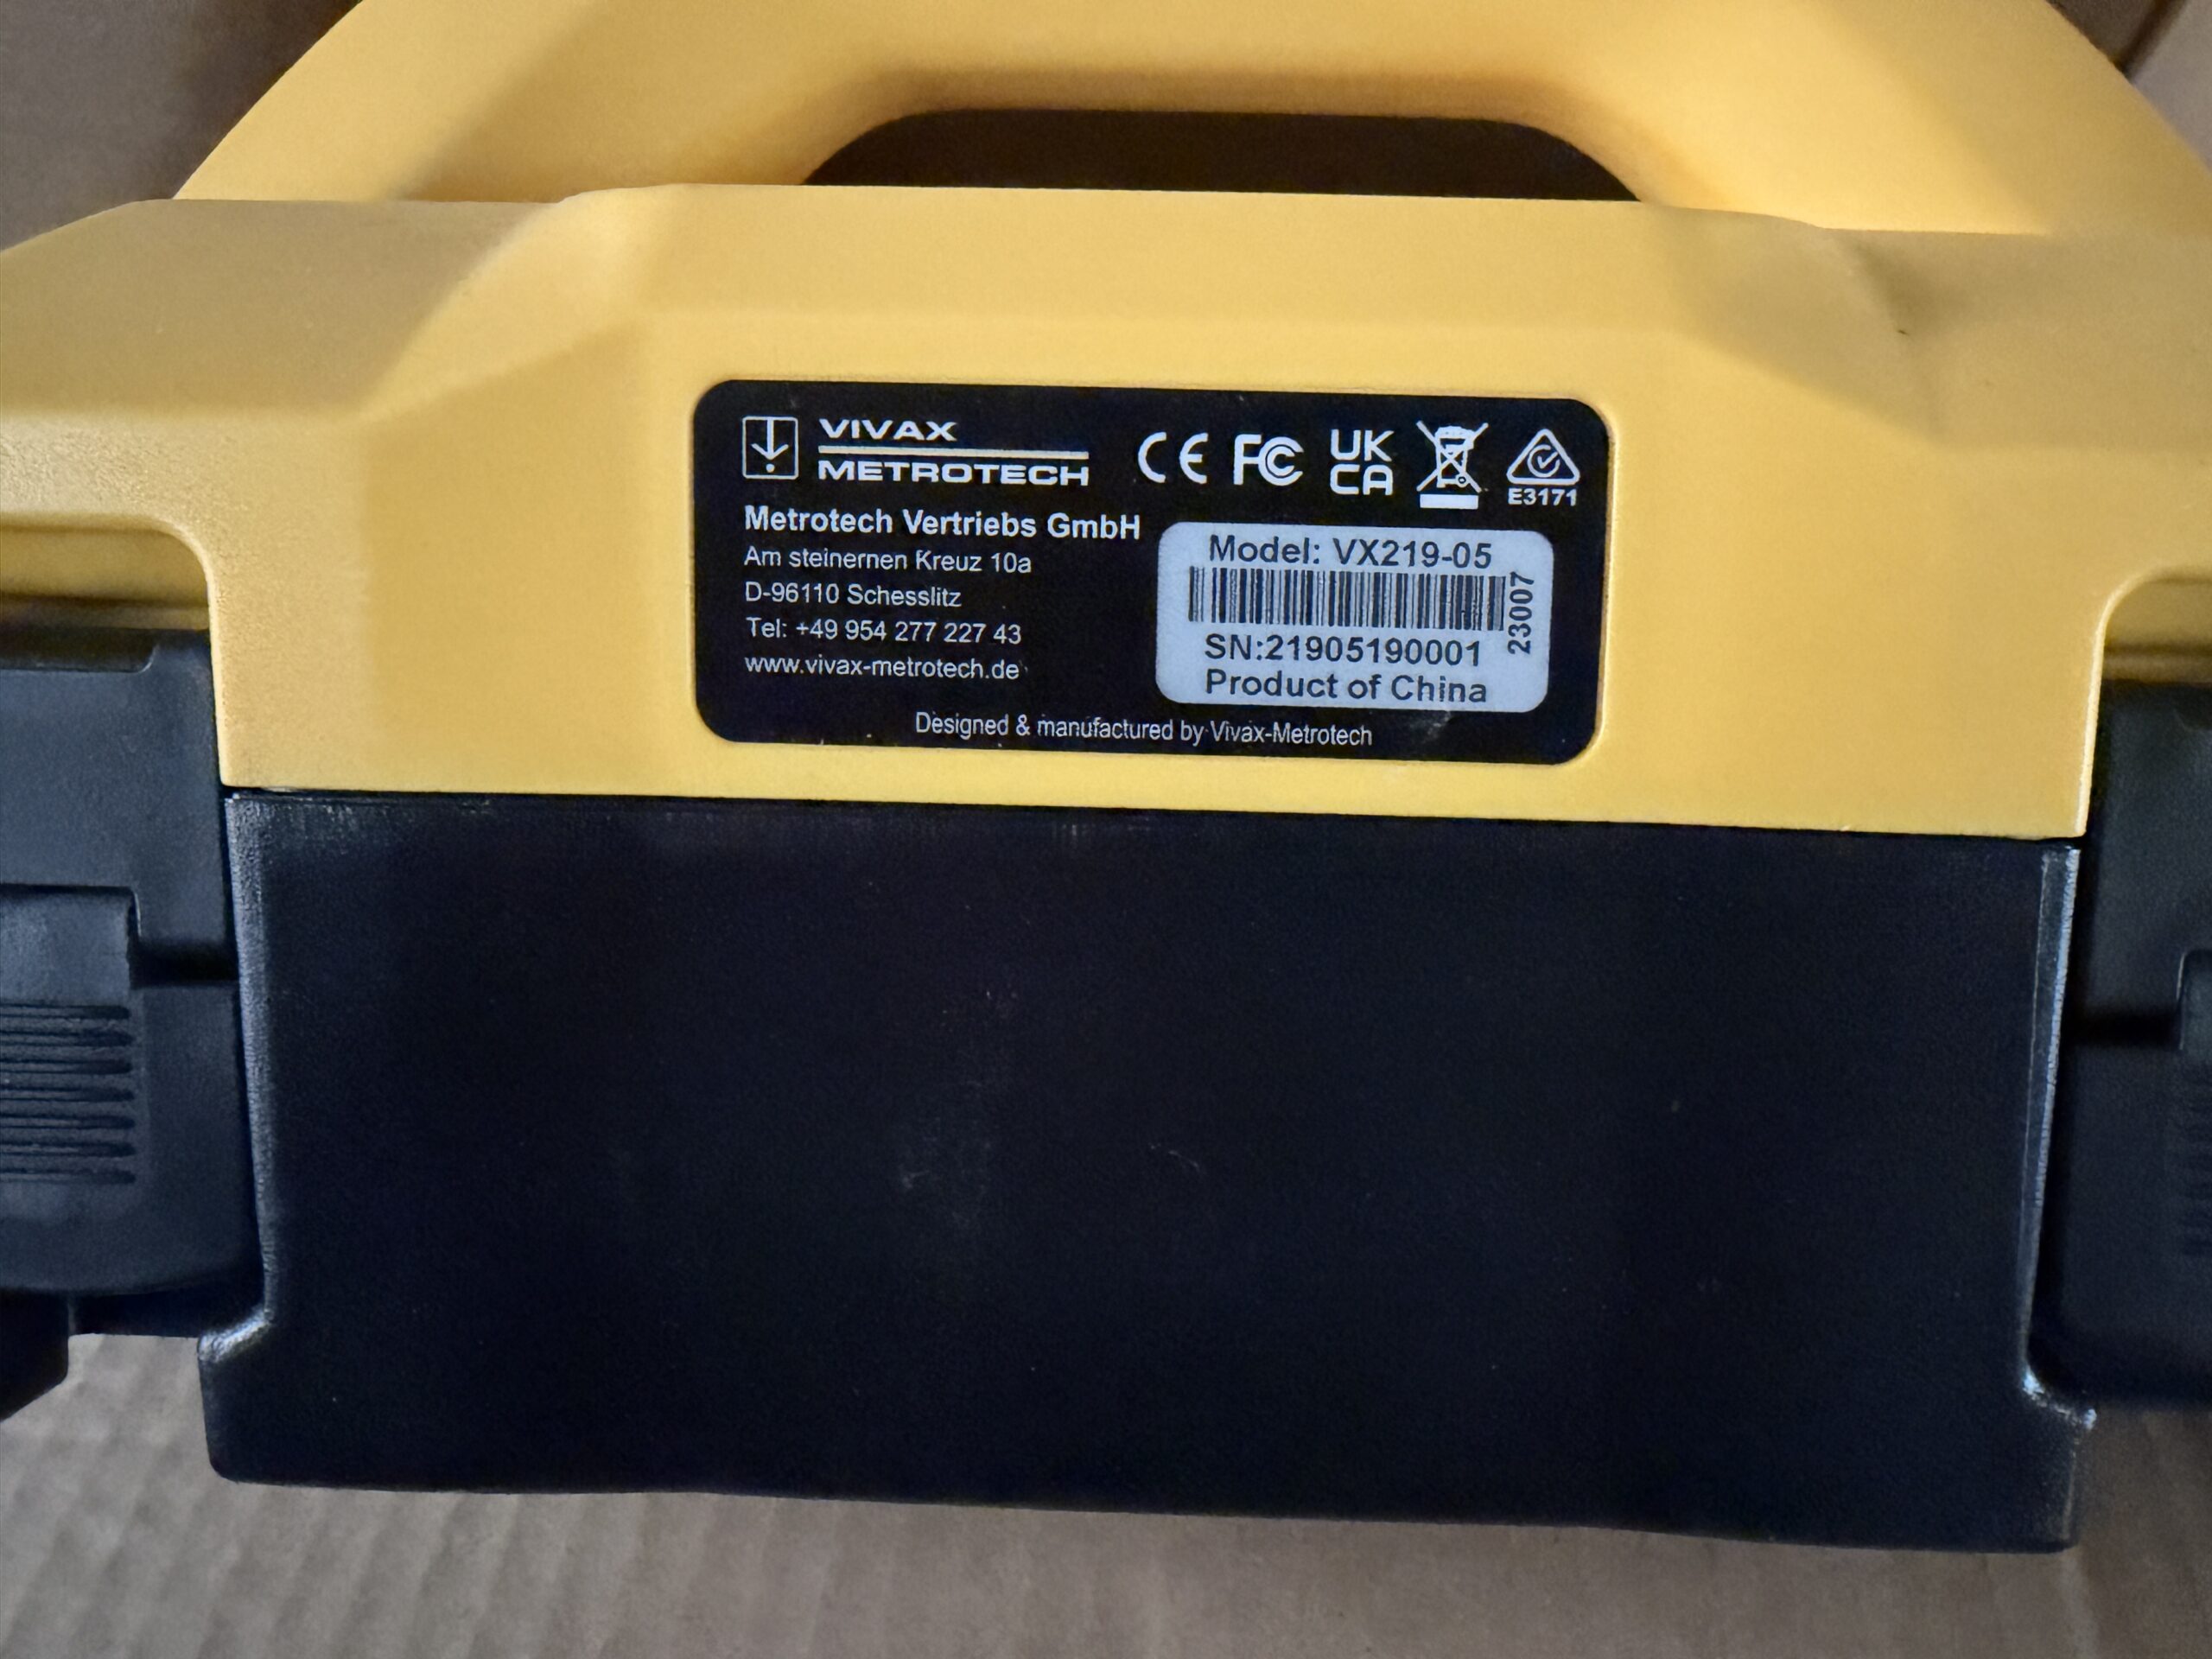 VIVAX
METROTECH
CE FC UK
CA
E3171
Metrotech Vertriebs GmbH
Am steinernen Kreuz 10a
D-96110 Schesslitz
Tel: +49 954 277 227 43
www.vivax-metrotech.de
Model: VX219-05
23007
SN:21905190001
Product of China
Designed & manufactured by Vivax-Metrotech